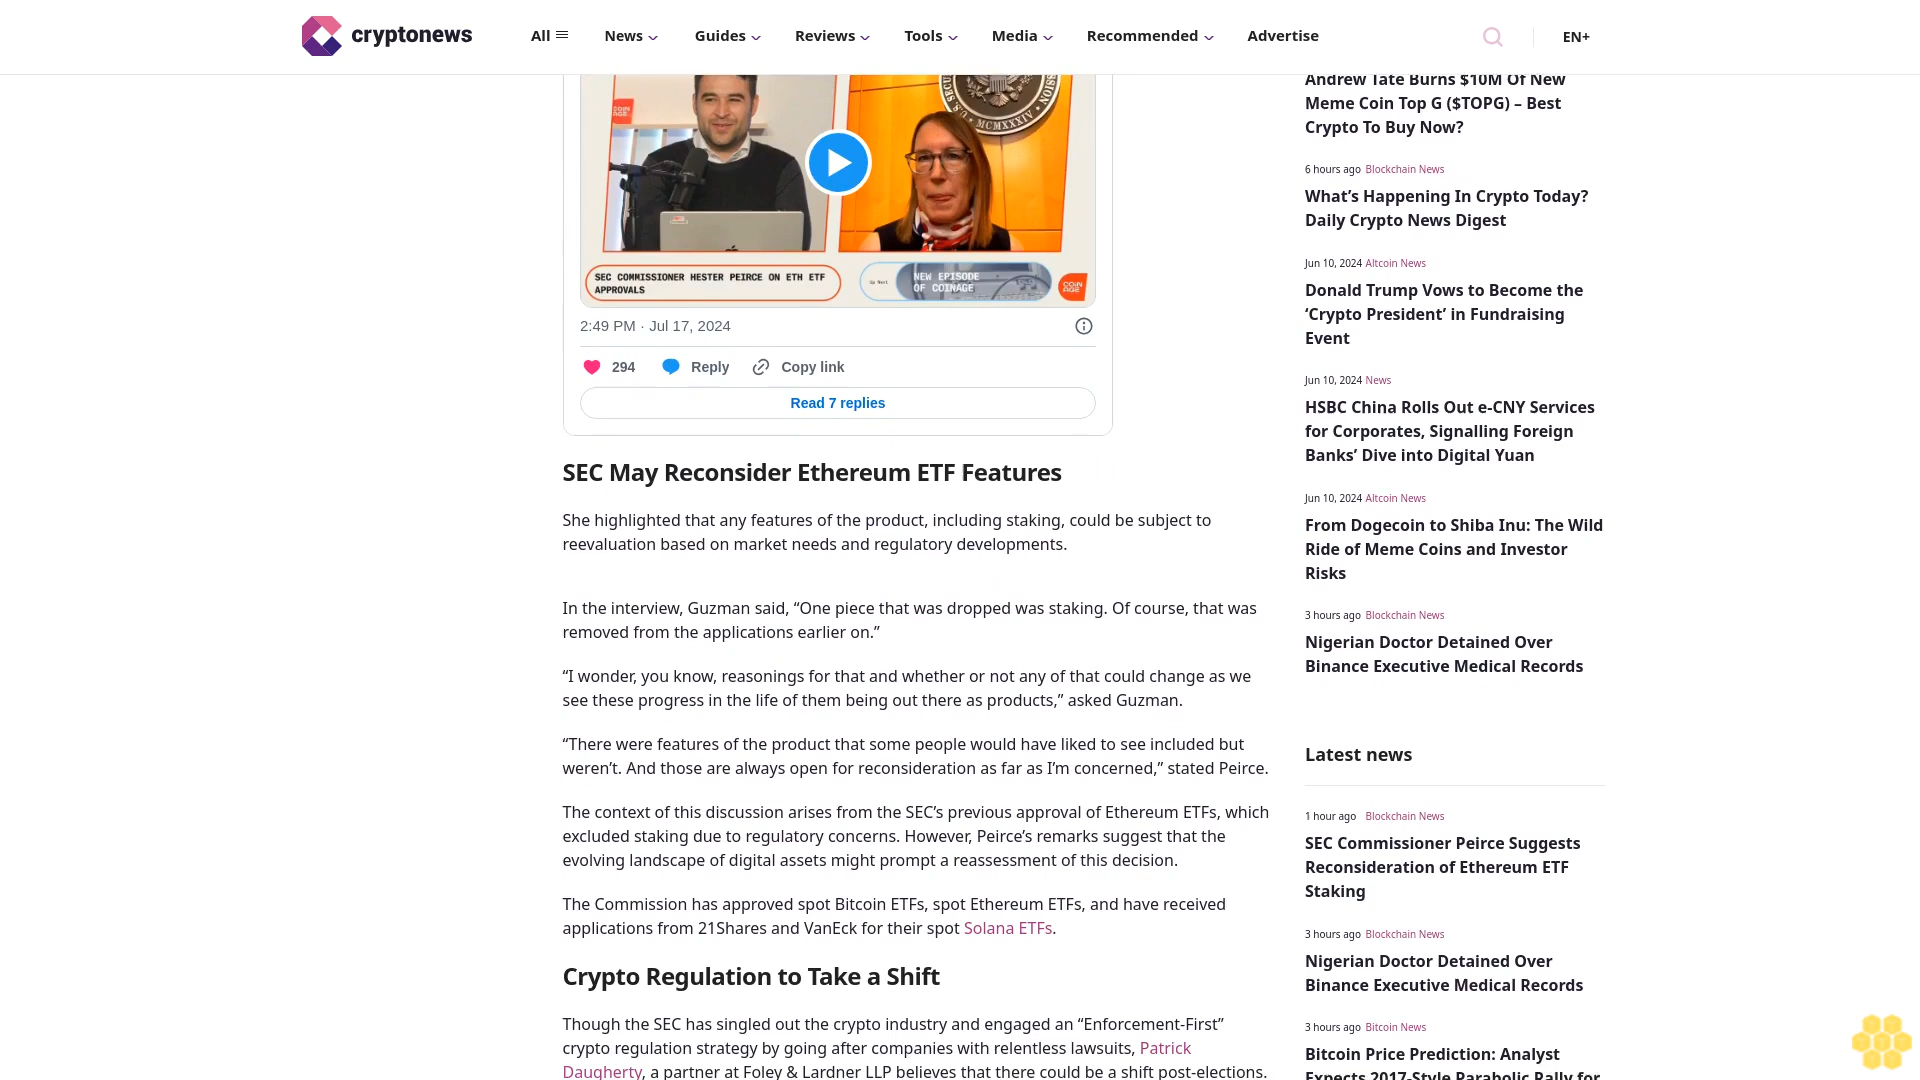 cryptonews
All
News
Guides
Reviews
Tools
Media
Recommended
Advertise
EN+
MCMXXXIV
SEC COMMISSIONER HESTER PEIRCE ON ETH ETF
APPROVALS
Up Next
NEW EPISODE
OF COINAGE
COIN
AGE
2:49 PM · Jul 17, 2024
294
Reply
Copy link
Read 7 replies
SEC May Reconsider Ethereum ETF Features
She highlighted that any features of the product, including staking, could be subject to
reevaluation based on market needs and regulatory developments.
In the interview, Guzman said, “One piece that was dropped was staking. Of course, that was
removed from the applications earlier on.”
“I wonder, you know, reasonings for that and whether or not any of that could change as we
see these progress in the life of them being out there as products,” asked Guzman.
“There were features of the product that some people would have liked to see included but
weren’t. And those are always open for reconsideration as far as I’m concerned,” stated Peirce.
The context of this discussion arises from the SEC’s previous approval of Ethereum ETFs, which
excluded staking due to regulatory concerns. However, Peirce’s remarks suggest that the
evolving landscape of digital assets might prompt a reassessment of this decision.
The Commission has approved spot Bitcoin ETFs, spot Ethereum ETFs, and have received
applications from 21Shares and VanEck for their spot Solana ETFs.
Crypto Regulation to Take a Shift
Though the SEC has singled out the crypto industry and engaged an “Enforcement-First”
crypto regulation strategy by going after companies with relentless lawsuits, Patrick
Daugherty, a partner at Foley & Lardner LLP believes that there could be a shift post-elections.
Andrew Tate Burns $10M Of New
Meme Coin Top G ($TOPG) – Best
Crypto To Buy Now?
6 hours ago Blockchain News
What’s Happening In Crypto Today?
Daily Crypto News Digest
Jun 10, 2024 Altcoin News
Donald Trump Vows to Become the
‘Crypto President’ in Fundraising
Event
Jun 10, 2024 News
HSBC China Rolls Out e-CNY Services
for Corporates, Signalling Foreign
Banks’ Dive into Digital Yuan
Jun 10, 2024 Altcoin News
From Dogecoin to Shiba Inu: The Wild
Ride of Meme Coins and Investor
Risks
3 hours ago Blockchain News
Nigerian Doctor Detained Over
Binance Executive Medical Records
Latest news
1 hour ago Blockchain News
SEC Commissioner Peirce Suggests
Reconsideration of Ethereum ETF
Staking
3 hours ago Blockchain News
Nigerian Doctor Detained Over
Binance Executive Medical Records
3 hours ago Bitcoin News
Bitcoin Price Prediction: Analyst
Expects 2017-Style Parabolic Rally for